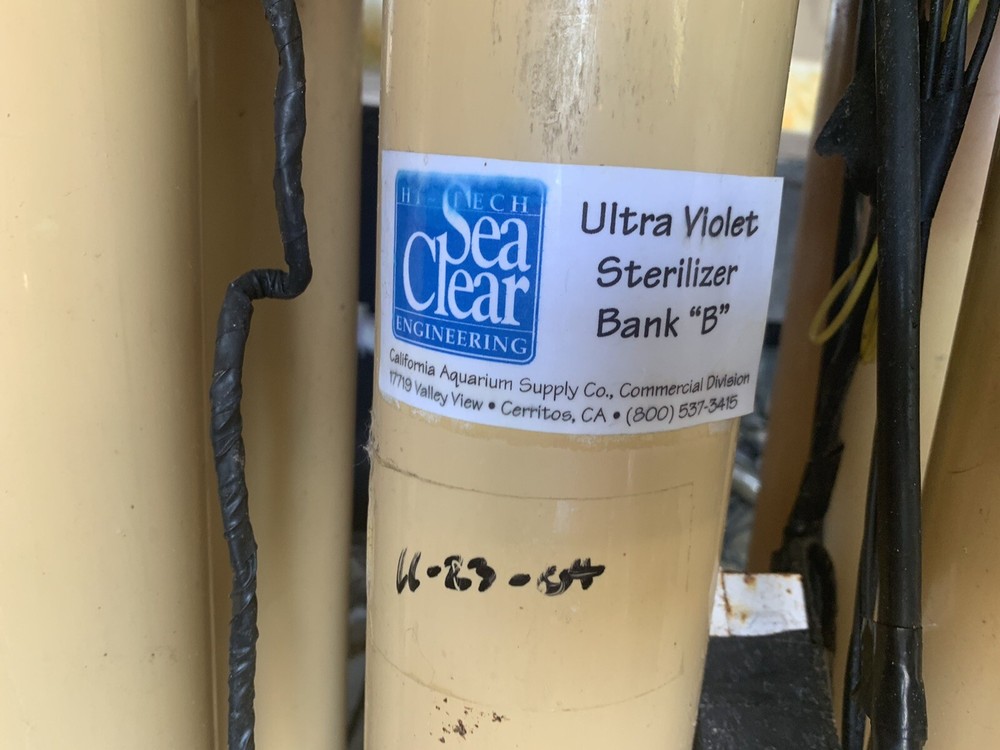 HI-TECH
Sea
Clear
ENGINEERING
Ultra Violet
Sterilizer
Bank “B”
California Aquarium Supply Co., Commercial Division
17719 Valley View • Cerritos, CA • (800) 537-3415